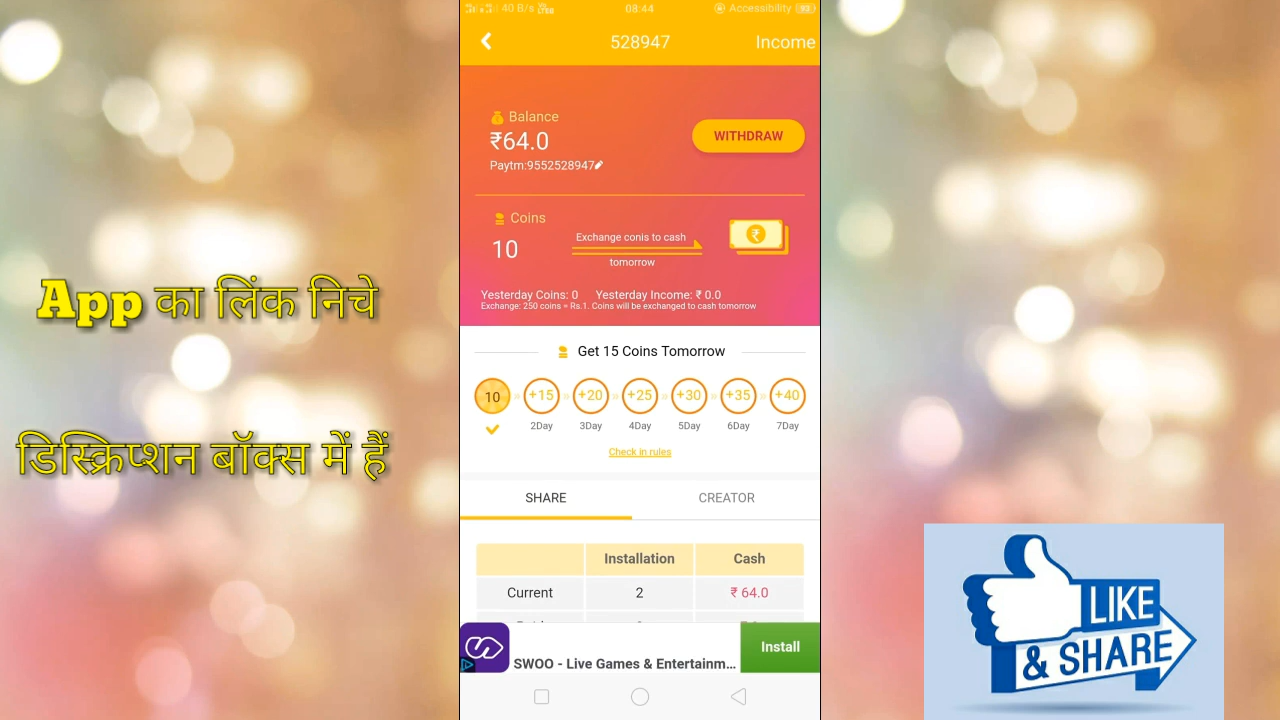 App का लिंक निचे
डिस्क्रिप्शन बॉक्स में हैं
40 B/s
08:44
Accessibility
93
528947
Income
Balance
₹64.0
Paytm:9552528947
WITHDRAW
Coins
10
Exchange conis to cash
tomorrow
Yesterday Coins: 0 Yesterday Income: ₹ 0.0
Exchange: 250 coins = Rs.1. Coins will be exchanged to cash tomorrow
Get 15 Coins Tomorrow
10 +15 +20 +25 +30 +35 +40
2Day 3Day 4Day 5Day 6Day 7Day
Check in rules
SHARE CREATOR
Installation Cash
Current 2 ₹ 64.0
SWOO - Live Games & Entertainm...
Install
LIKE
& SHARE